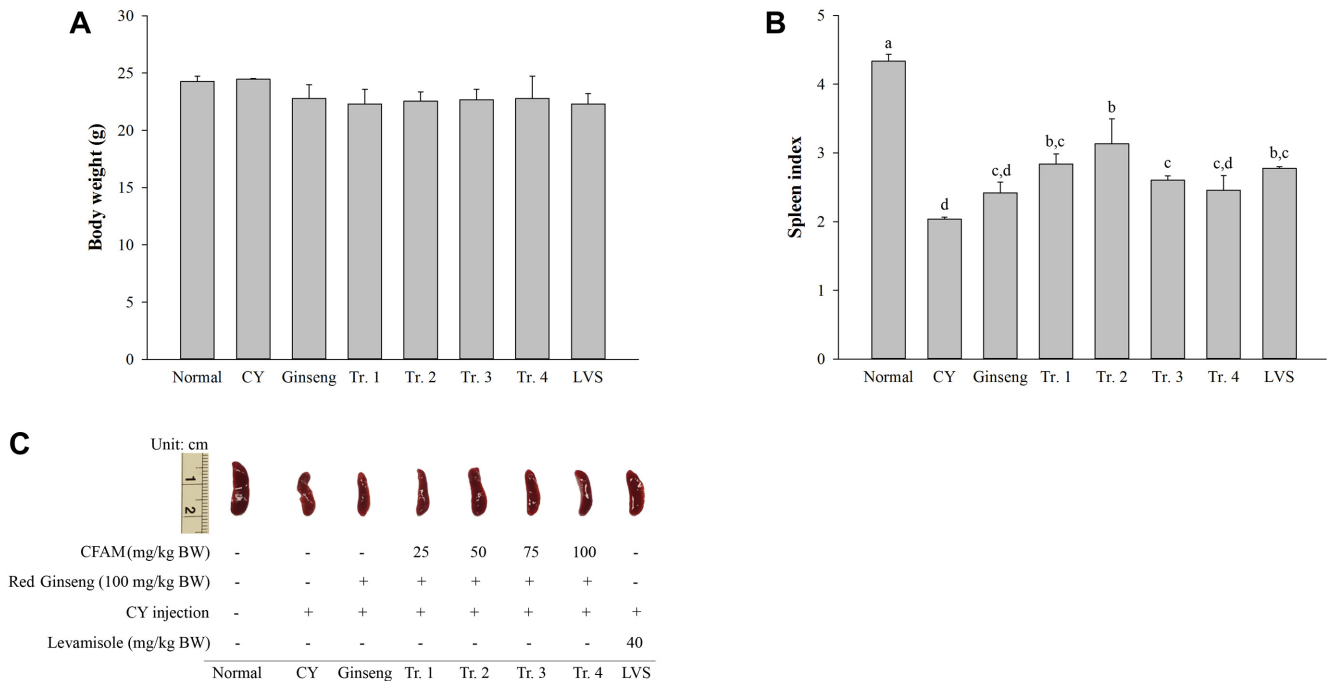 A
Body weight (g)
30
25
20
15
10
5
0
Normal CY Ginseng Tr. 1 Tr. 2 Tr. 3 Tr. 4 LVS
B
Spleen index
5
4
3
2
1
0
a
d
c,d
b,c
b
c
c,d
b,c
Normal CY Ginseng Tr. 1 Tr. 2 Tr. 3 Tr. 4 LVS
C
Unit: cm
1
2
CFAM (mg/kg BW) - - - 25 50 75 100 -
Red Ginseng (100 mg/kg BW) - - + + + + + -
CY injection - + + + + + + +
Levamisole (mg/kg BW) - - - - - - - 40
Normal CY Ginseng Tr. 1 Tr. 2 Tr. 3 Tr. 4 LVS